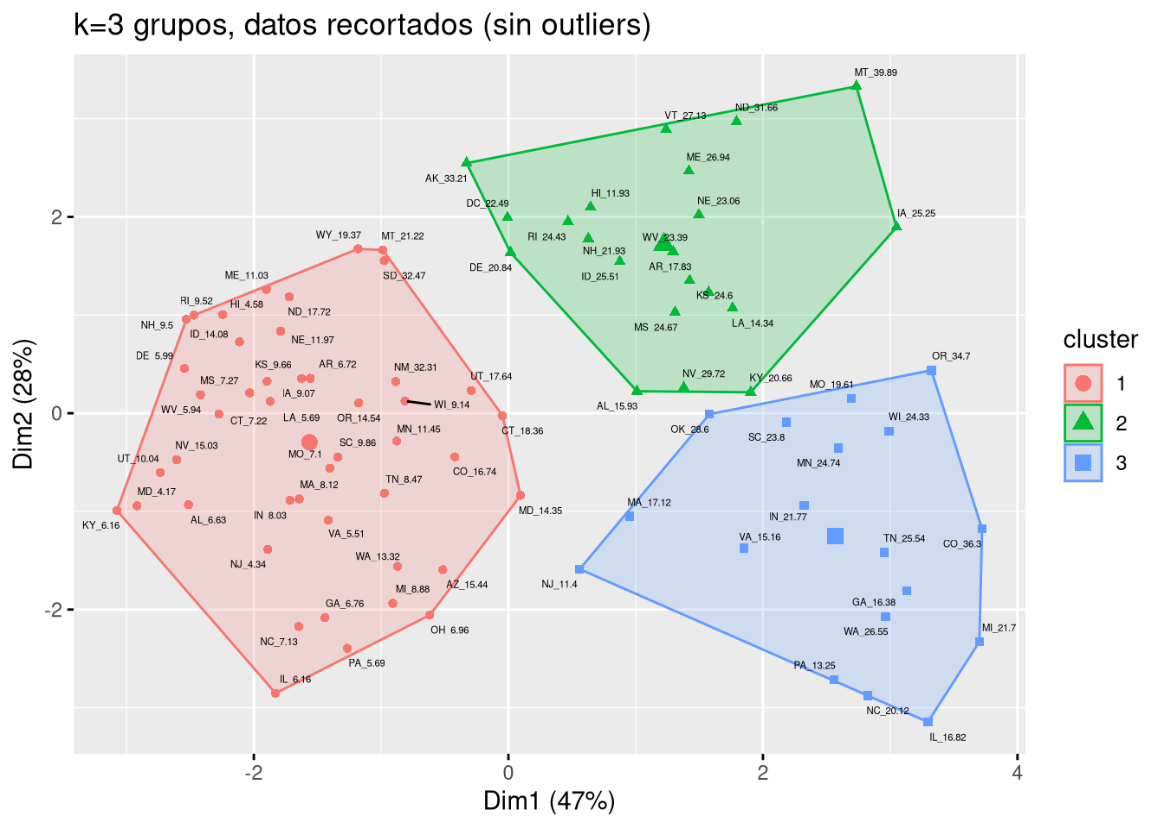 k=3 grupos, datos recortados (sin outliers)
MT_39.89
ND_31.66
VT_27.13
ME_26.94
AK_33.21
HI_11.93
DC_22.49
NE_23.06
IA_25.25
2
RI_24.43
WV_23.39
NH_21.93
WY_19.37
MT_21.22
DE_20.84
ID_25.51
AR_17.83
SD_32.47
ME_11.03
KS_24.6
RI_9.52
HI_4.58
ND_17.72
MS_24.67
LA_14.34
NH_9.5
ID_14.08
NE_11.97
DE_5.99
KS_9.66
AR_6.72
NM_32.31
UT_17.64
NV_29.72
KY_20.66
MO_19.61
OR_34.7
MS_7.27
IA_9.07
WI_9.14
AL_15.93
WV_5.94
0
CT_7.22
LA_5.69
OR_14.54
MN_11.45
CT_18.36
OK_28.6
SC_23.8
WI_24.33
NV_15.03
MO_7.1
SC_9.86
MN_24.74
UT_10.04
CO_16.74
MD_4.17
MA_8.12
TN_8.47
MA_17.12
KY_6.16
AL_6.63
IN_8.03
MD_14.35
IN_21.77
VA_5.51
VA_15.16
TN_25.54
CO_36.3
NJ_4.34
WA_13.32
AZ_15.44
NJ_11.4
MI_8.88
GA_6.76
GA_16.38
-2
NC_7.13
OH_6.96
WA_26.55
MI_21.7
PA_5.69
PA_13.25
IL_6.16
NC_20.12
IL_16.82
-2
0
2
4
Dim1 (47%)
Dim2 (28%)
cluster
1
2
3